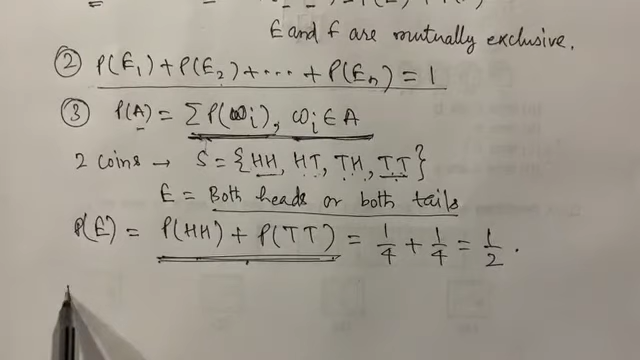 E and F are mutually exclusive.
② P(E₁)+P(E₂)+....+P(Eₙ)=1
③ P(A) = ΣP(ωi), ωi∈A
2 coins → S={HH, HT, TH, TT}
E = Both heads or both tails
P(E) = P(HH) + P(TT) = 1/4 + 1/4 = 1/2.